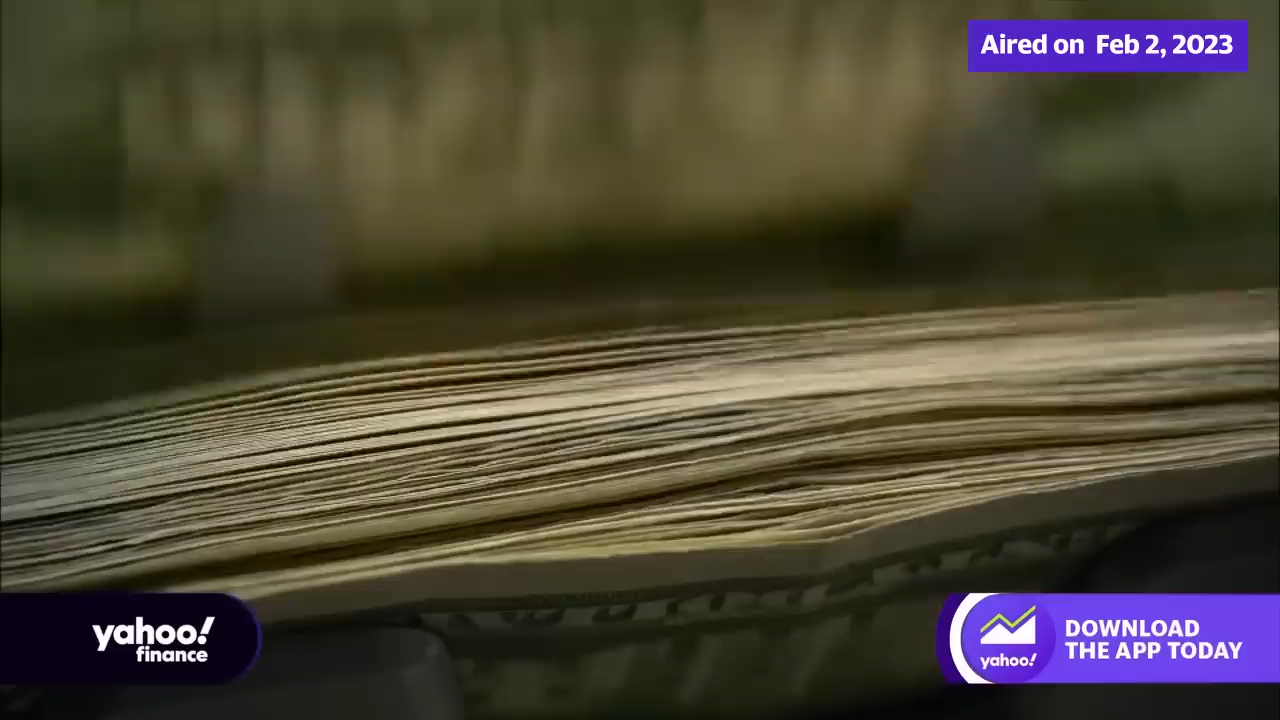 Aired on Feb 2, 2023
yahoo!
finance
yahoo!
DOWNLOAD
THE APP TODAY